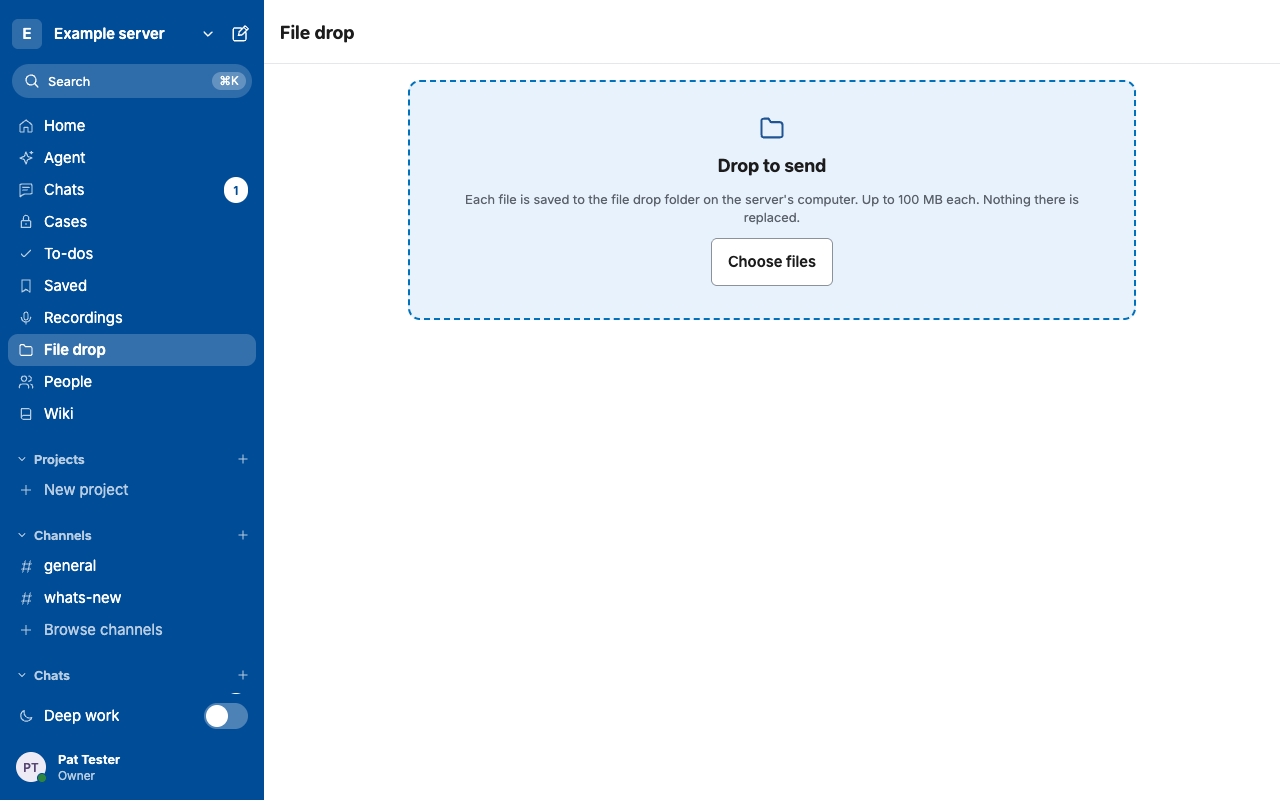 E
Example server
Search
⌘K
Home
Agent
Chats
1
Cases
To-dos
Saved
Recordings
File drop
People
Wiki
Projects
New project
Channels
general
whats-new
Browse channels
Chats
Deep work
PT
Pat Tester
Owner
File drop
Drop to send
Each file is saved to the file drop folder on the server's computer. Up to 100 MB each. Nothing there is
replaced.
Choose files